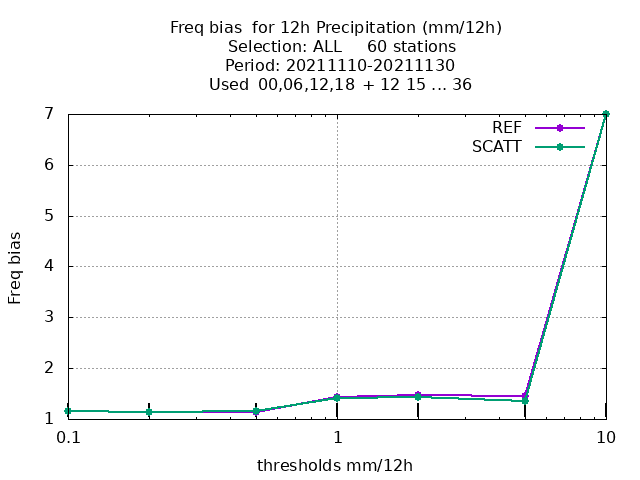 Freq bias  for 12h Precipitation (mm/12h)
Selection: ALL     60 stations
Period: 20211110-20211130
Used  00,06,12,18  + 12 15 ... 36
REF
SCATT
7
6
5
4
3
2
1
Freq bias
0.1 1 10
thresholds mm/12h